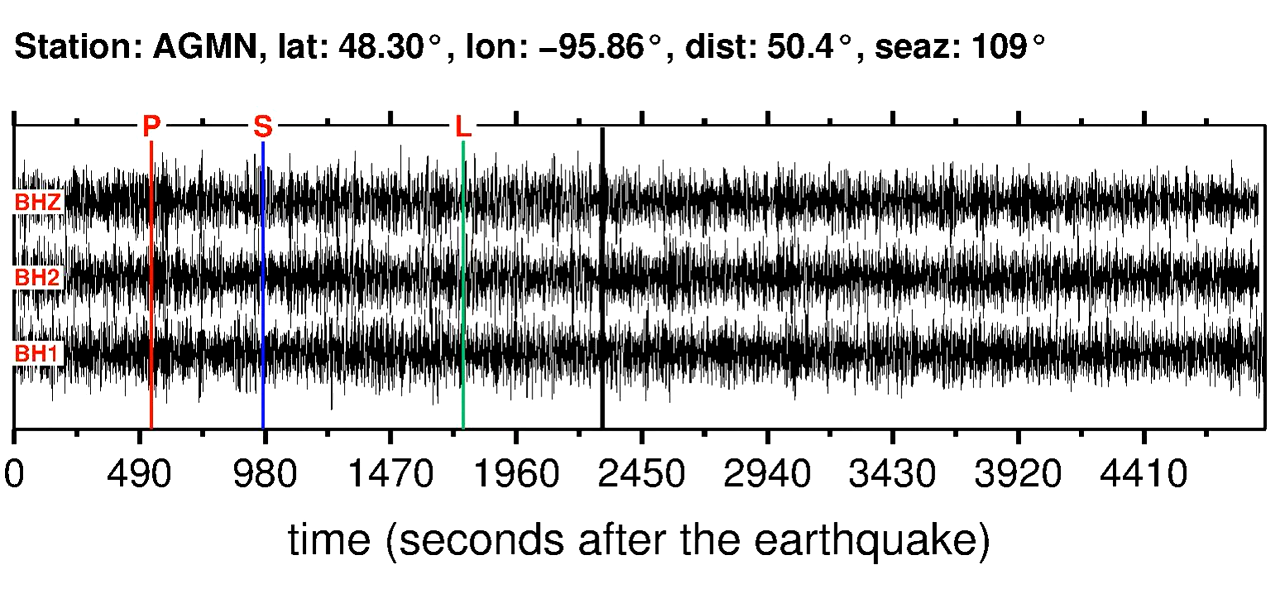 Station: AGMN, lat: 48.30°, lon: −95.86°, dist: 50.4°, seaz: 109°
P S L
BHZ
BH2
BH1
0 490 980 1470 1960 2450 2940 3430 3920 4410
time (seconds after the earthquake)